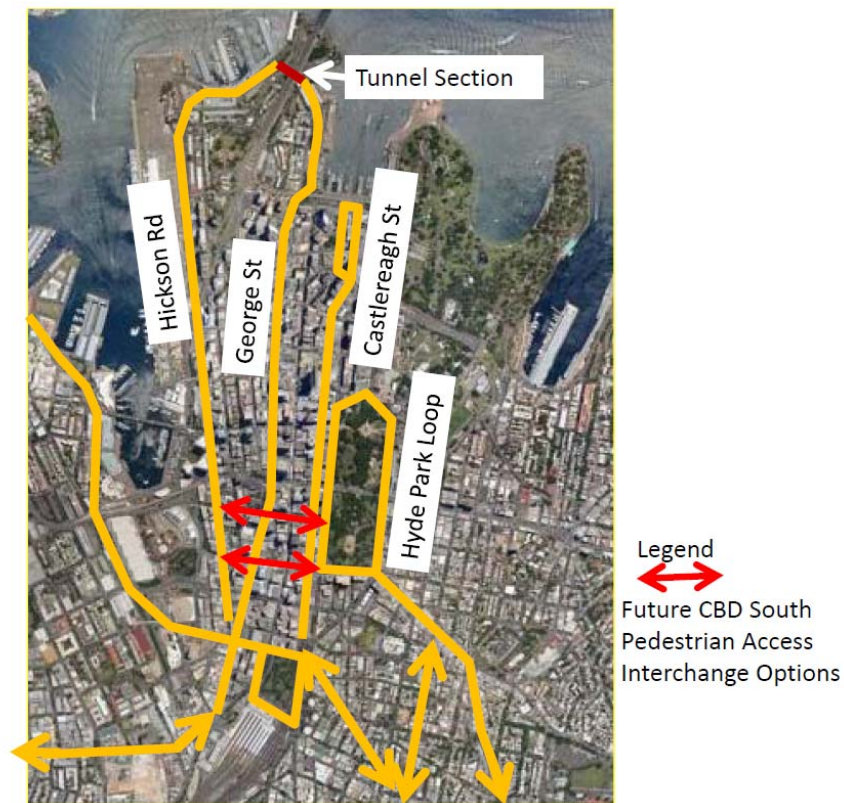 Tunnel Section
Hickson Rd
George St
Castlereagh St
Hyde Park Loop
Legend
Future CBD South
Pedestrian Access
Interchange Options